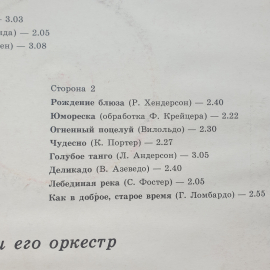 — 3.03
— 2.05
— 3.08
Сторона 2
Рождение блюза (Р. Хендерсон) — 2.40
Юмореска (обработка Ф. Крейцера) — 2.22
Огненный поцелуй (Вилольдо) — 2.30
Чудесно (К. Портер) — 2.27
Голубое танго (Л. Андерсон) — 3.05
Деликадо (В. Азеведо) — 2.40
Лебединая река (С. Фостер) — 2.05
Как в доброе, старое время (Г. Ломбардо) — 2.55
и его оркестр